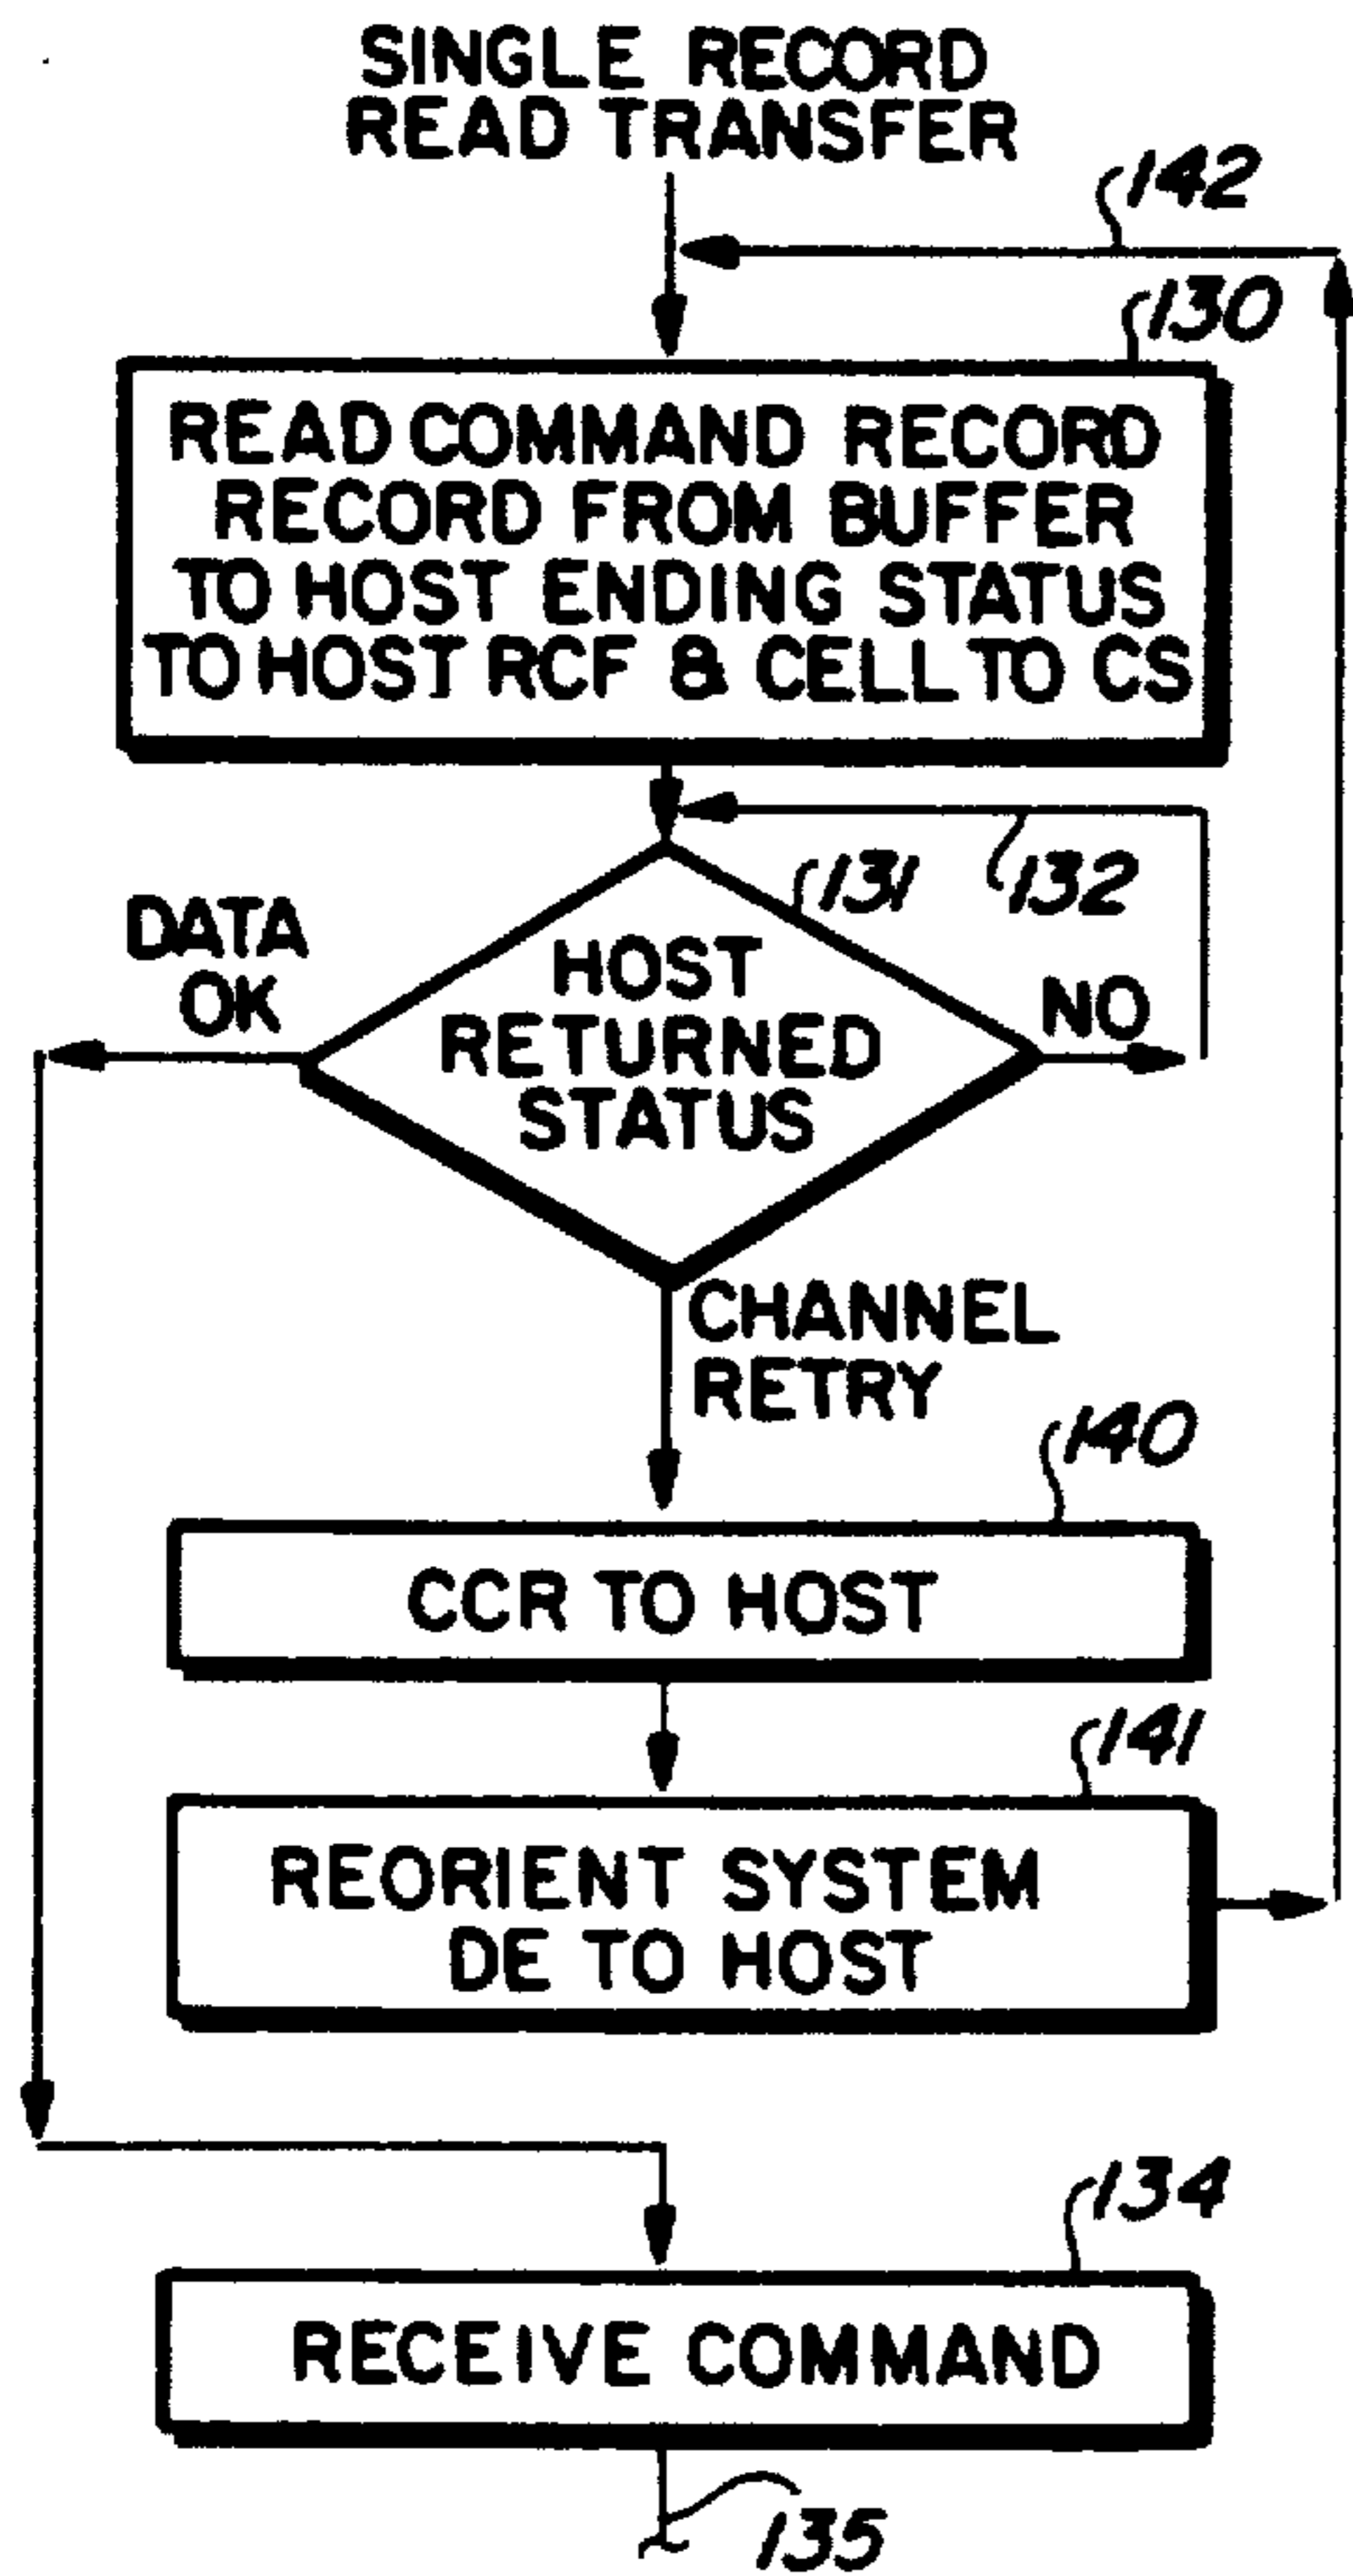 SINGLE RECORD
READ TRANSFER
142
130
READ COMMAND RECORD
RECORD FROM BUFFER
TO HOST ENDING STATUS
TO HOST RCF & CELL TO CS
131
132
DATA
OK
HOST
RETURNED
STATUS
NO
CHANNEL
RETRY
140
CCR TO HOST
141
REORIENT SYSTEM
DE TO HOST
134
RECEIVE COMMAND
135